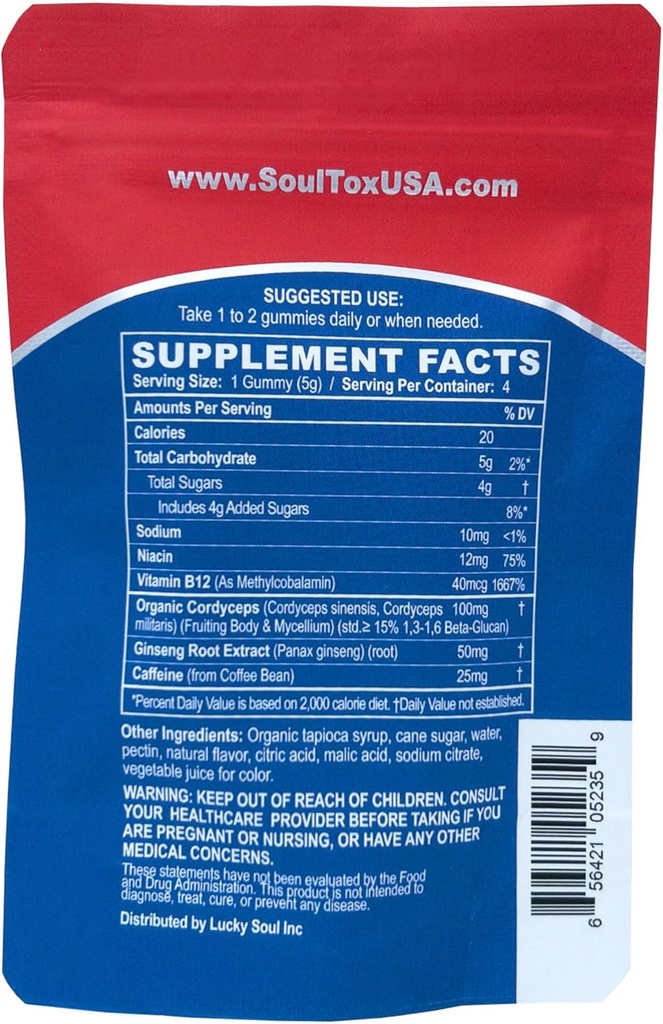 www.SoulToxUSA.com
SUGGESTED USE:
Take 1 to 2 gummies daily or when needed.
SUPPLEMENT FACTS
Serving Size: 1 Gummy (5g) / Serving Per Container: 4
Amounts Per Serving % DV
Calories 20
Total Carbohydrate 5g 2%*
Total Sugars 4g †
Includes 4g Added Sugars 8%*
Sodium 10mg <1%
Niacin 12mg 75%
Vitamin B12 (As Methylcobalamin) 40mcg 1667%
Organic Cordyceps (Cordyceps sinensis, Cordyceps 100mg †
militaris) (Fruiting Body & Mycellium) (std.≥ 15% 1,3-1,6 Beta-Glucan)
Ginseng Root Extract (Panax ginseng) (root) 50mg †
Caffeine (from Coffee Bean) 25mg †
*Percent Daily Value is based on 2,000 calorie diet. †Daily Value not established.
Other Ingredients: Organic tapioca syrup, cane sugar, water,
pectin, natural flavor, citric acid, malic acid, sodium citrate,
vegetable juice for color.
WARNING: KEEP OUT OF REACH OF CHILDREN. CONSULT
YOUR HEALTHCARE PROVIDER BEFORE TAKING IF YOU
ARE PREGNANT OR NURSING, OR HAVE ANY OTHER
MEDICAL CONCERNS.
These statements have not been evaluated by the Food
and Drug Administration. This product is not intended to
diagnose, treat, cure, or prevent any disease.
Distributed by Lucky Soul Inc
6 56421 05235 9